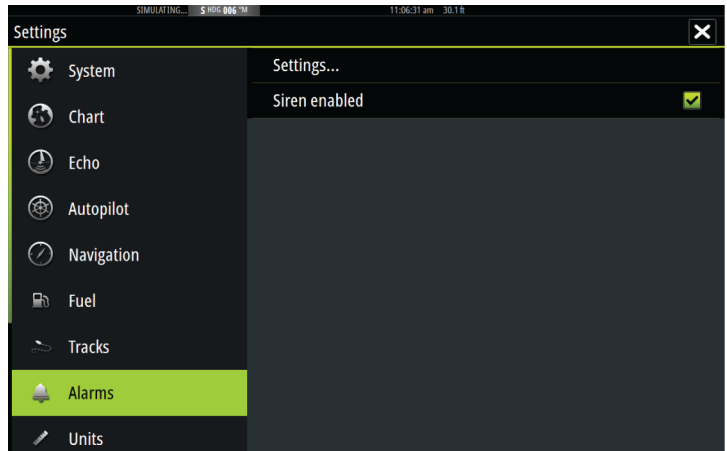 SIMULATING... S HDG 006 °M 11:06:31 am 30.1 ft
Settings
System
Chart
Echo
Autopilot
Navigation
Fuel
Tracks
Alarms
Units
Settings...
Siren enabled